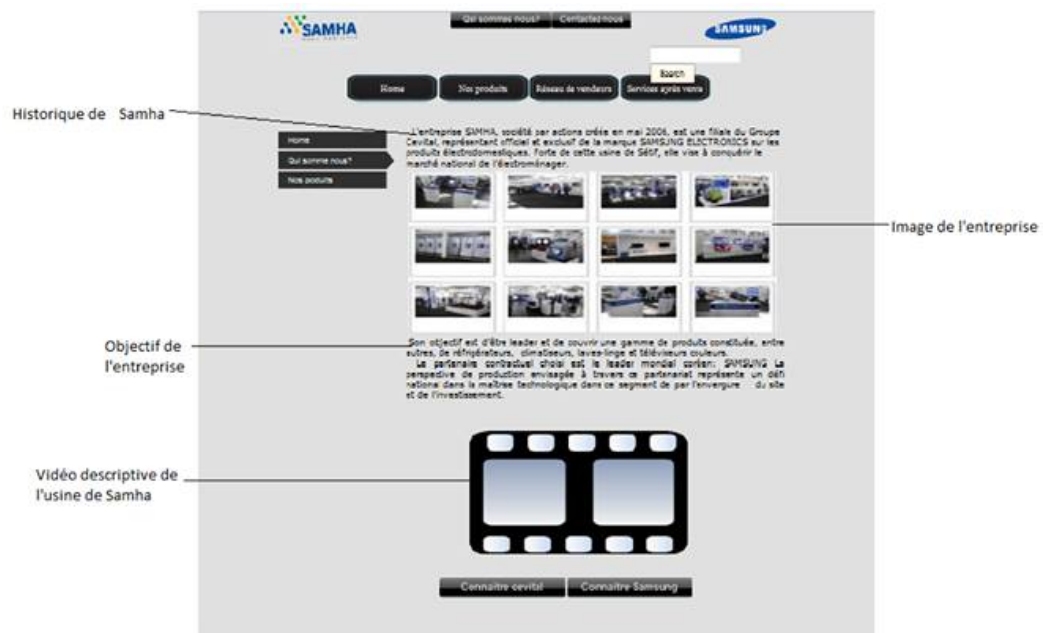 SAMHA
Qui sommes nous?
Contactez-nous
SAMSUNG
Search
Home
Nos produits
Réseau de vendeurs
Services après vente
Historique de Samha
Home
Qui somme nous?
Nos poduits
L'entreprise SAMHA, société par actions créée en mai 2006, est une filiale du Groupe
Cevital, représentant officiel et exclusif de la marque SAMSUNG ELECTRONICS sur les
produits électrodomestiques. Forte de cette usine de Sétif, elle vise à conquérir le
marché national de l'électroménager.
Image de l'entreprise
Objectif de
l'entreprise
Son objectif est d'être leader et de couvrir une gamme de produits constituée, entre
autres, de réfrigérateurs, climatiseurs, laves-linge et téléviseurs couleurs.
Le partenaire contractuel choisi est le leader mondial coréen: SAMSUNG La
perspective de production envisagée à travers ce partenariat représente un défi
national dans la maîtrise technologique dans ce segment de par l'envergure du site
et de l'investissement.
Vidéo descriptive de
l'usine de Samha
Connaitre cevital
Connaitre Samsung